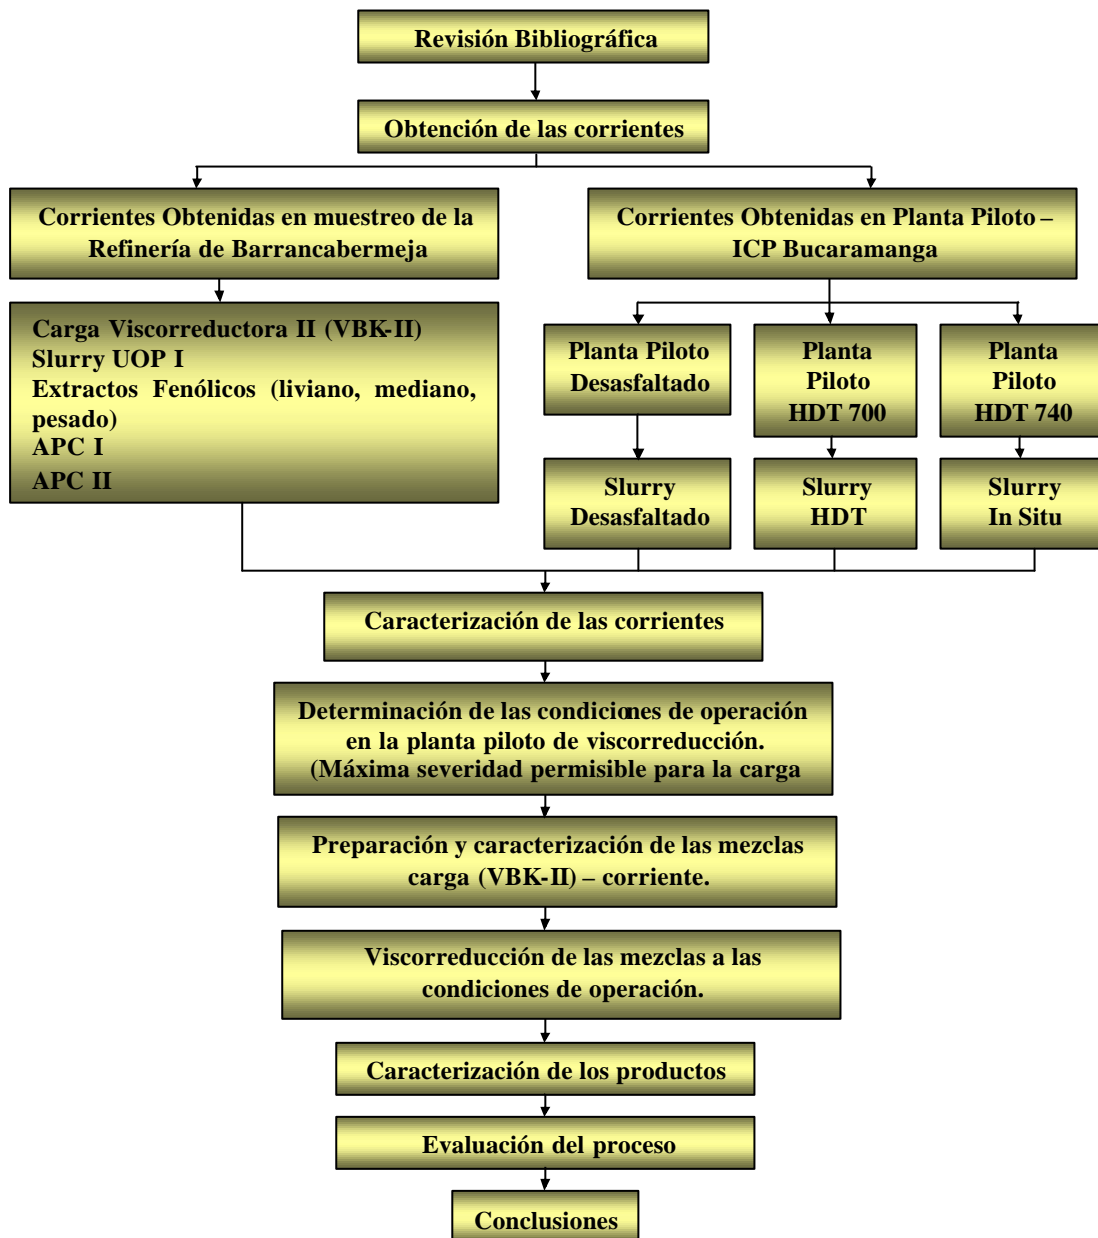 Revisión Bibliográfica
Obtención de las corrientes
Corrientes Obtenidas en muestreo de la
Refinería de Barrancabermeja
Corrientes Obtenidas en Planta Piloto –
ICP Bucaramanga
Carga Viscorreductora II (VBK-II)
Slurry UOP I
Extractos Fenólicos (liviano, mediano,
pesado)
APC I
APC II
Planta Piloto
Desasfaltado
Planta
Piloto
HDT 700
Planta
Piloto
HDT 740
Slurry
Desasfaltado
Slurry
HDT
Slurry
In Situ
Caracterización de las corrientes
Determinación de las condiciones de operación
en la planta piloto de viscorreducción.
(Máxima severidad permisible para la carga
Preparación y caracterización de las mezclas
carga (VBK-II) – corriente.
Viscorreducción de las mezclas a las
condiciones de operación.
Caracterización de los productos
Evaluación del proceso
Conclusiones